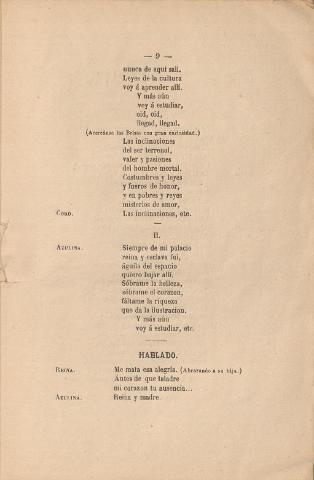 — 9 —
nunca de aquí salí.
Leyes de la cultura
voy á aprender allí.
Y más aún
voy á estudiar,
oid, oid,
llegad, llegad.
(Acercánse las Brisas con gran curiosidad.)
Las inclinaciones
del ser terrenal,
valer y pasiones
del hombre mortal.
Costumbres y leyes
y fueros de honor,
y en pobres y reyes
misterios de amor,
CORO. Las inclinaciones, etc.
II.
AZULINA. Siempre de mi palacio
reina y esclava fuí,
águila del espacio
quiero bajar allí.
Sóbrame la belleza,
sóbrame el corazon,
fáltame la riqueza
que da la ilustracion.
Y más aún
voy á estudiar, etc.
HABLADO.
REINA. Me mata esa alegría. (Abrazando á su hija.)
Antes de que taladre
mi corazon tu ausencia...
AZULINA. Reina y madre.